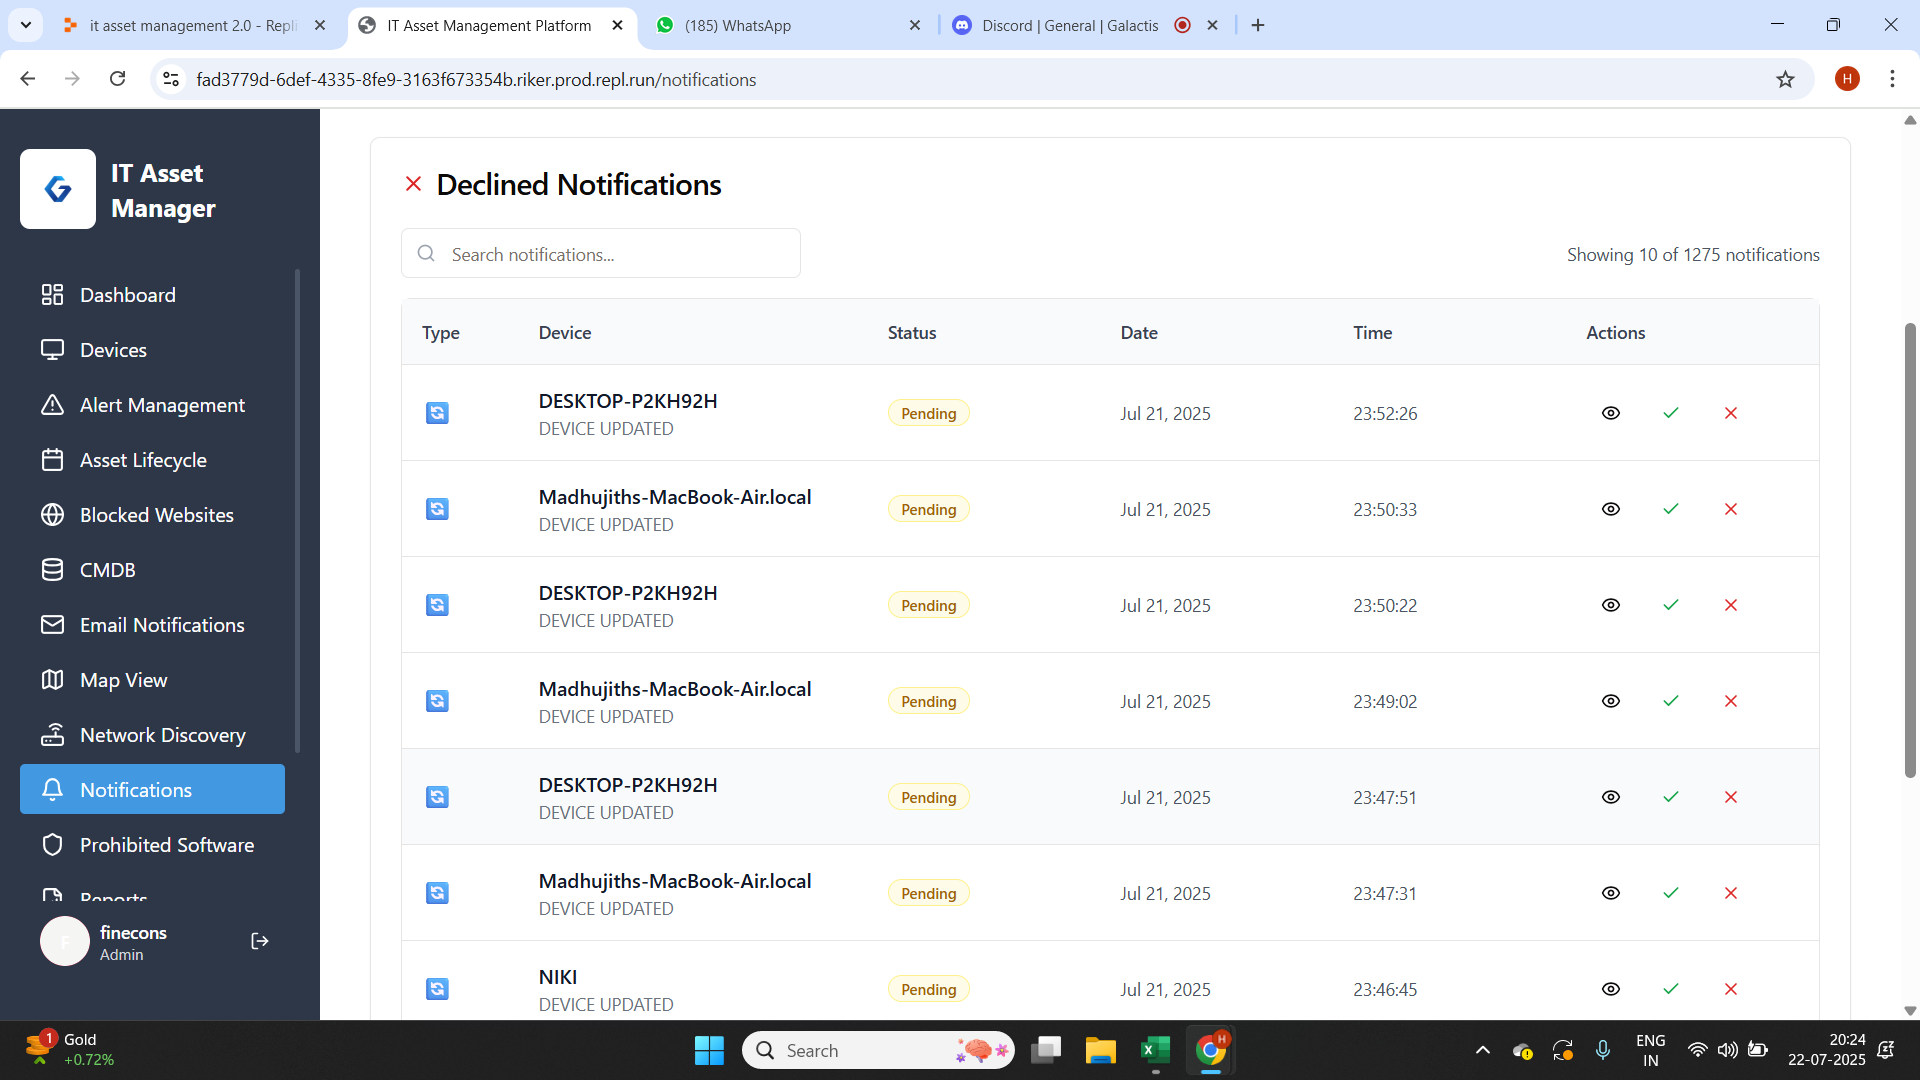 it asset management 2.0 - Repli
IT Asset Management Platform
(185) WhatsApp
Discord | General | Galactis
fad3779d-6def-4335-8fe9-3163f673354b.riker.prod.repl.run/notifications
H
IT Asset
Manager
Dashboard
Devices
Alert Management
Asset Lifecycle
Blocked Websites
CMDB
Email Notifications
Map View
Network Discovery
Notifications
Prohibited Software
Reports
F
finecons
Admin
Declined Notifications
Search notifications...
Showing 10 of 1275 notifications
Type Device Status Date Time Actions
DESKTOP-P2KH92H
DEVICE UPDATED
Pending Jul 21, 2025 23:52:26
Madhujiths-MacBook-Air.local
DEVICE UPDATED
Pending Jul 21, 2025 23:50:33
DESKTOP-P2KH92H
DEVICE UPDATED
Pending Jul 21, 2025 23:50:22
Madhujiths-MacBook-Air.local
DEVICE UPDATED
Pending Jul 21, 2025 23:49:02
DESKTOP-P2KH92H
DEVICE UPDATED
Pending Jul 21, 2025 23:47:51
Madhujiths-MacBook-Air.local
DEVICE UPDATED
Pending Jul 21, 2025 23:47:31
NIKI
DEVICE UPDATED
Pending Jul 21, 2025 23:46:45
1
Gold
+0.72%
Search
H
ENG
IN
20:24
22-07-2025